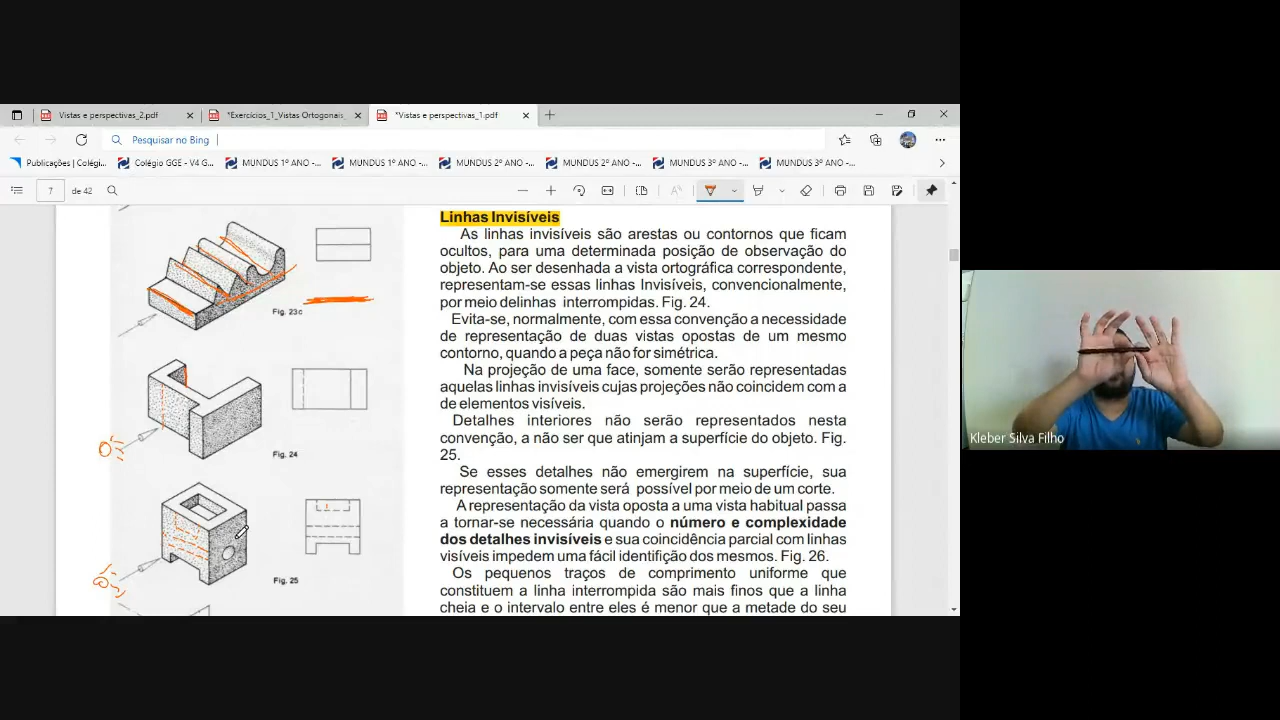 Vistas e perspectivas_2.pdf
*Exercícios_1_Vistas Ortogonais_
*Vistas e perspectivas_1.pdf
Pesquisar no Bing
Publicações | Colégi...
Colégio GGE - V4 G...
MUNDUS 1º ANO -...
MUNDUS 1º ANO -...
MUNDUS 2º ANO -...
MUNDUS 2º ANO -...
MUNDUS 3º ANO -...
MUNDUS 3º ANO -...
7 de 42
Fig. 23c
Fig. 24
Fig. 25
Linhas Invisíveis
As linhas invisíveis são arestas ou contornos que ficam
ocultos, para uma determinada posição de observação do
objeto. Ao ser desenhada a vista ortográfica correspondente,
representam-se essas linhas Invisíveis, convencionalmente,
por meio delinhas interrompidas. Fig. 24.
Evita-se, normalmente, com essa convenção a necessidade
de representação de duas vistas opostas de um mesmo
contorno, quando a peça não for simétrica.
Na projeção de uma face, somente serão representadas
aquelas linhas invisíveis cujas projeções não coincidem com a
de elementos visíveis.
Detalhes interiores não serão representados nesta
convenção, a não ser que atinjam a superfície do objeto. Fig.
25.
Se esses detalhes não emergirem na superfície, sua
representação somente será possível por meio de um corte.
A representação da vista oposta a uma vista habitual passa
a tornar-se necessária quando o número e complexidade
dos detalhes invisíveis e sua coincidência parcial com linhas
visíveis impedem uma fácil identifição dos mesmos. Fig. 26.
Os pequenos traços de comprimento uniforme que
constituem a linha interrompida são mais finos que a linha
cheia e o intervalo entre eles é menor que a metade do seu
Kleber Silva Filho